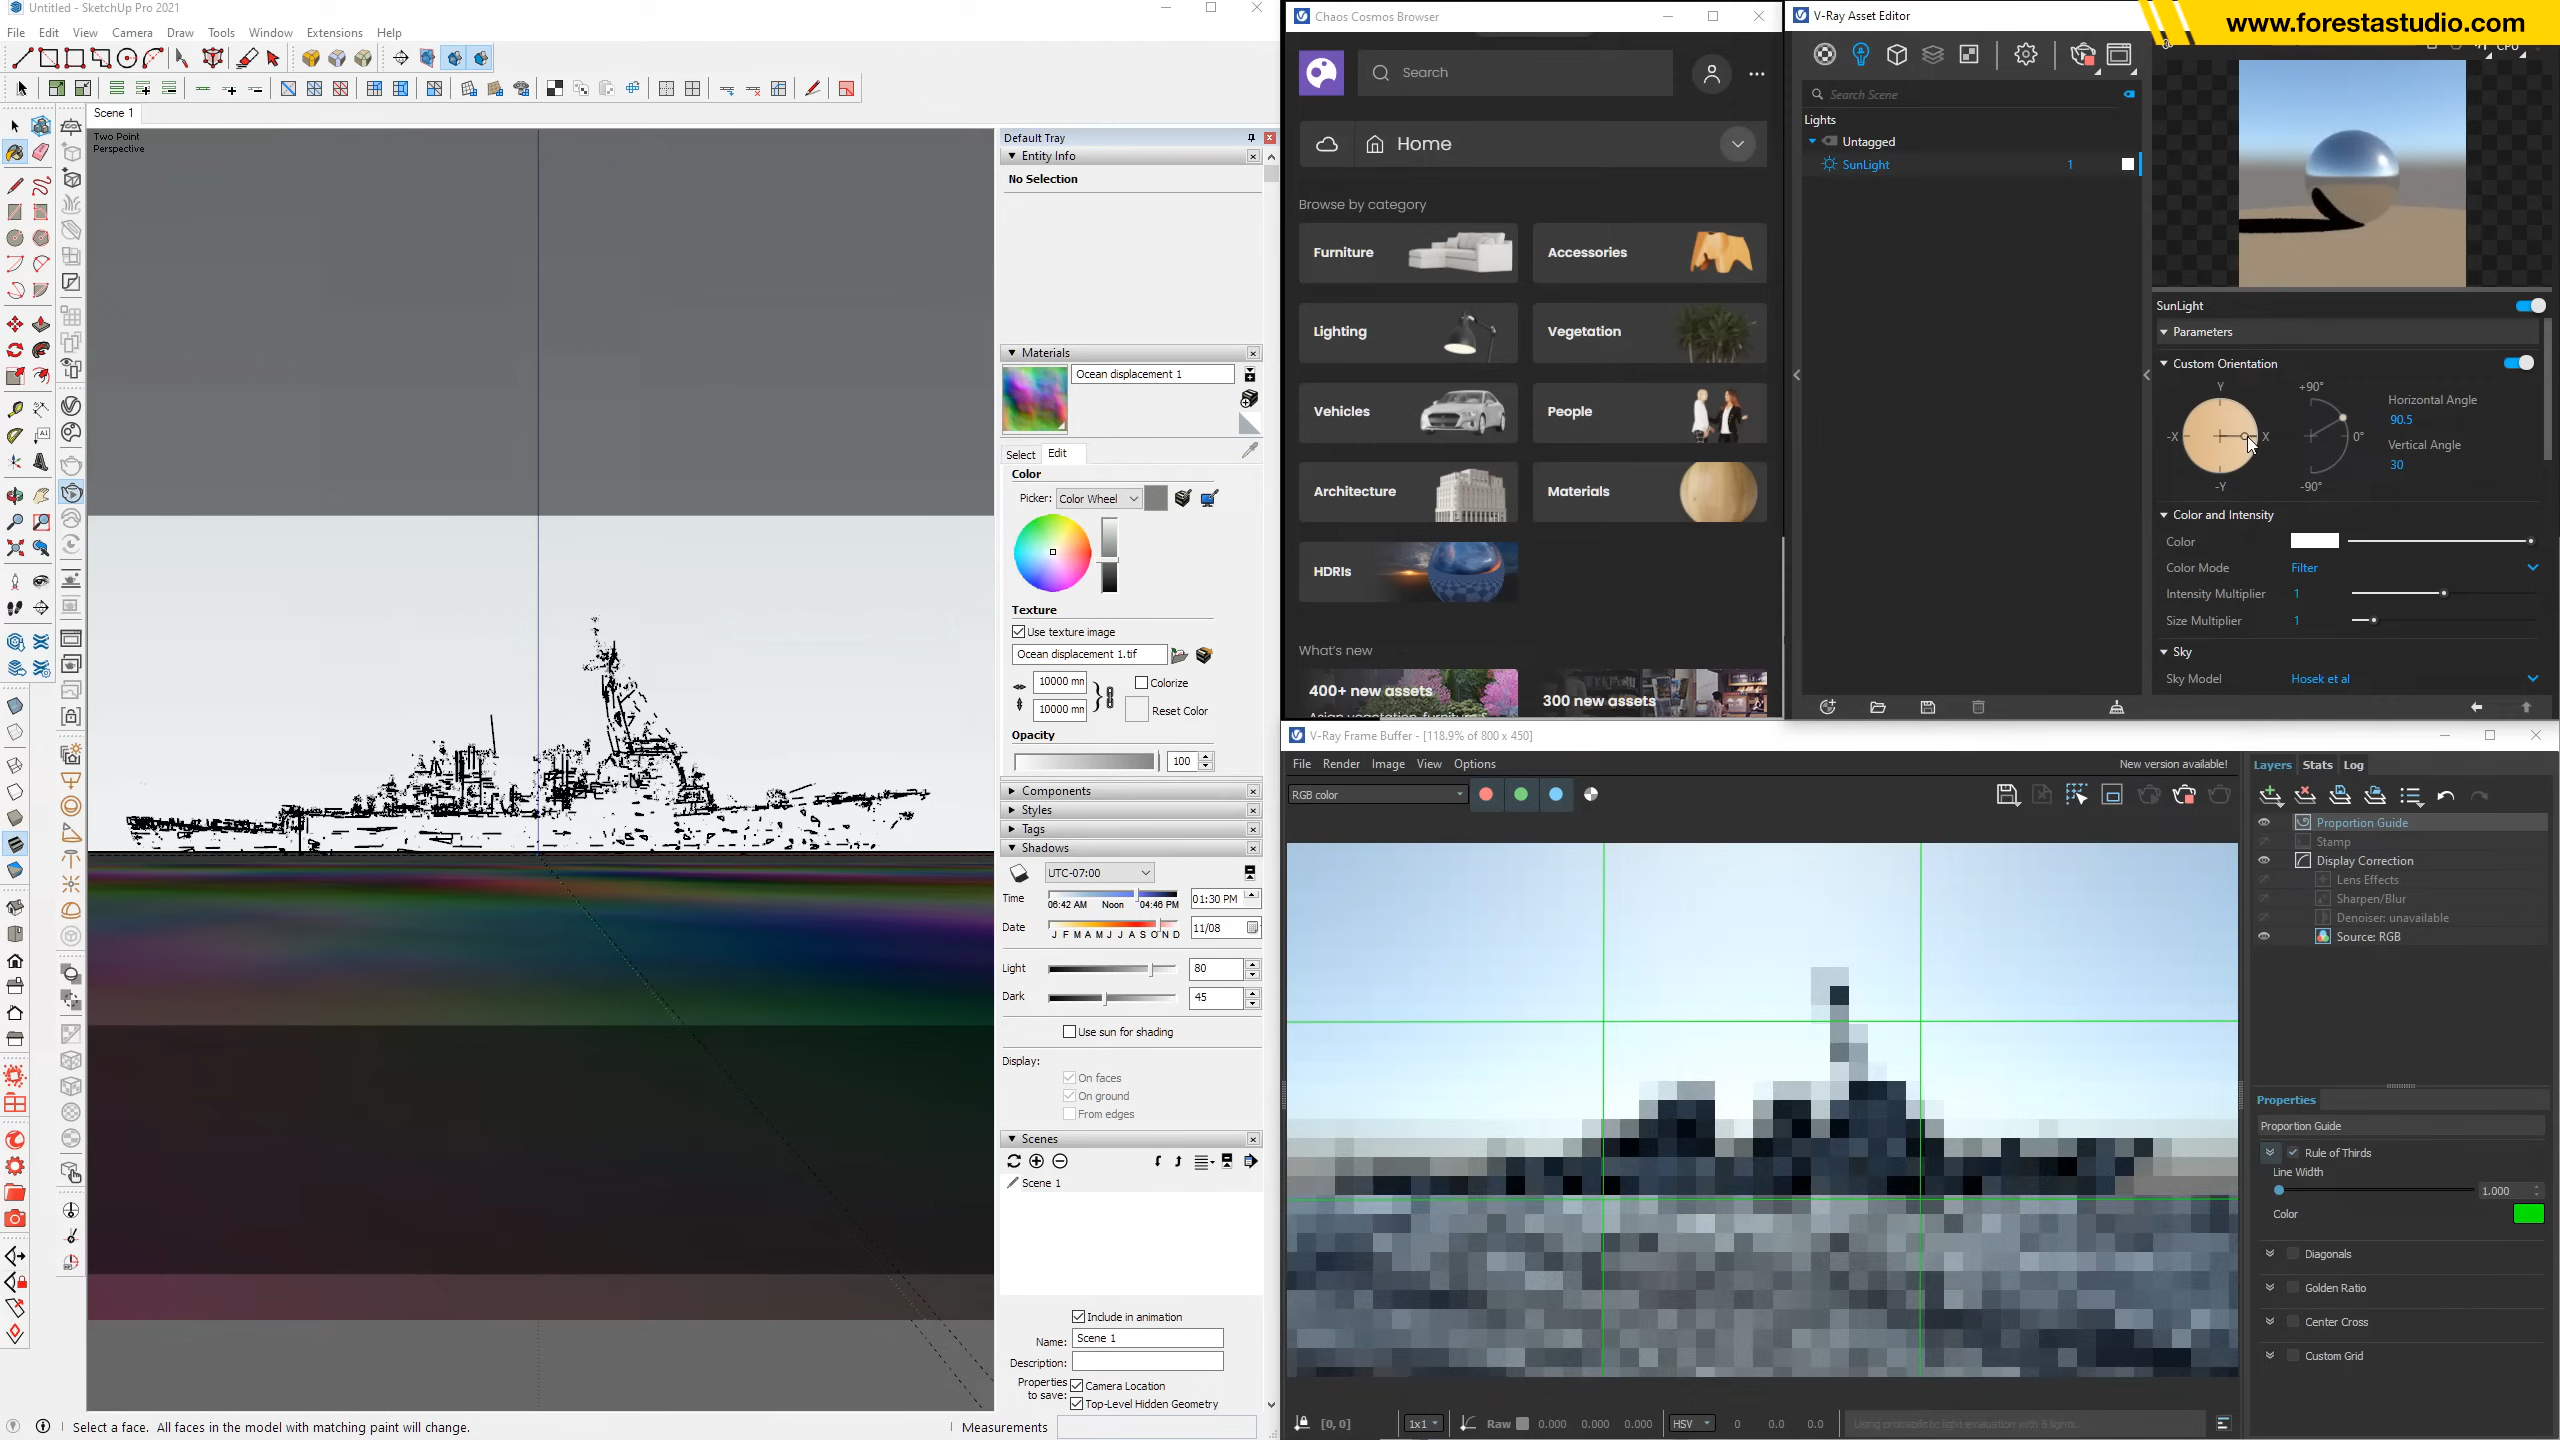 Untitled - SketchUp Pro 2021
File Edit View Camera Draw Tools Window Extensions Help
Scene 1
Two Point
Perspective
Default Tray
Entity Info
No Selection
Materials
Ocean displacement 1
Select Edit
Color
Picker: Color Wheel
Texture
Use texture image
Ocean displacement 1.tif
10000 mn
Colorize
10000 mn
Reset Color
Opacity
100
Components
Styles
Tags
Shadows
UTC-07:00
Time 06:42 AM Noon 04:46 PM 01:30 PM
Date J F M A M J J A S O N D 11/08
Light 80
Dark 45
Use sun for shading
Display:
On faces
On ground
From edges
Scenes
Scene 1
Include in animation
Name: Scene 1
Description:
Properties to save:
Camera Location
Top-Level Hidden Geometry
Select a face. All faces in the model with matching paint will change.
Measurements
Chaos Cosmos Browser
Search
Home
Browse by category
Furniture
Accessories
Lighting
Vegetation
Vehicles
People
Architecture
Materials
HDRIs
What's new
400+ new assets
300 new assets
V-Ray Asset Editor
www.forestastudio.com
CPU
Search Scene
Lights
Untagged
SunLight 1
SunLight
Parameters
Custom Orientation
Y
-X
X
-Y
+90°
0°
-90°
Horizontal Angle
90.5
Vertical Angle
30
Color and Intensity
Color
Color Mode Filter
Intensity Multiplier 1
Size Multiplier 1
Sky
Sky Model Hosek et al
V-Ray Frame Buffer - [118.9% of 800 x 450]
File Render Image View Options
New version available!
RGB color
Layers Stats Log
Proportion Guide
Stamp
Display Correction
Lens Effects
Sharpen/Blur
Denoiser: unavailable
Source: RGB
Properties
Proportion Guide
Rule of Thirds
Line Width
1.000
Color
Diagonals
Golden Ratio
Center Cross
Custom Grid
[0, 0]
1x1
Raw 0.000 0.000 0.000
HSV 0 0.0 0.0
Using probabilistic light evaluation with 8 lights.